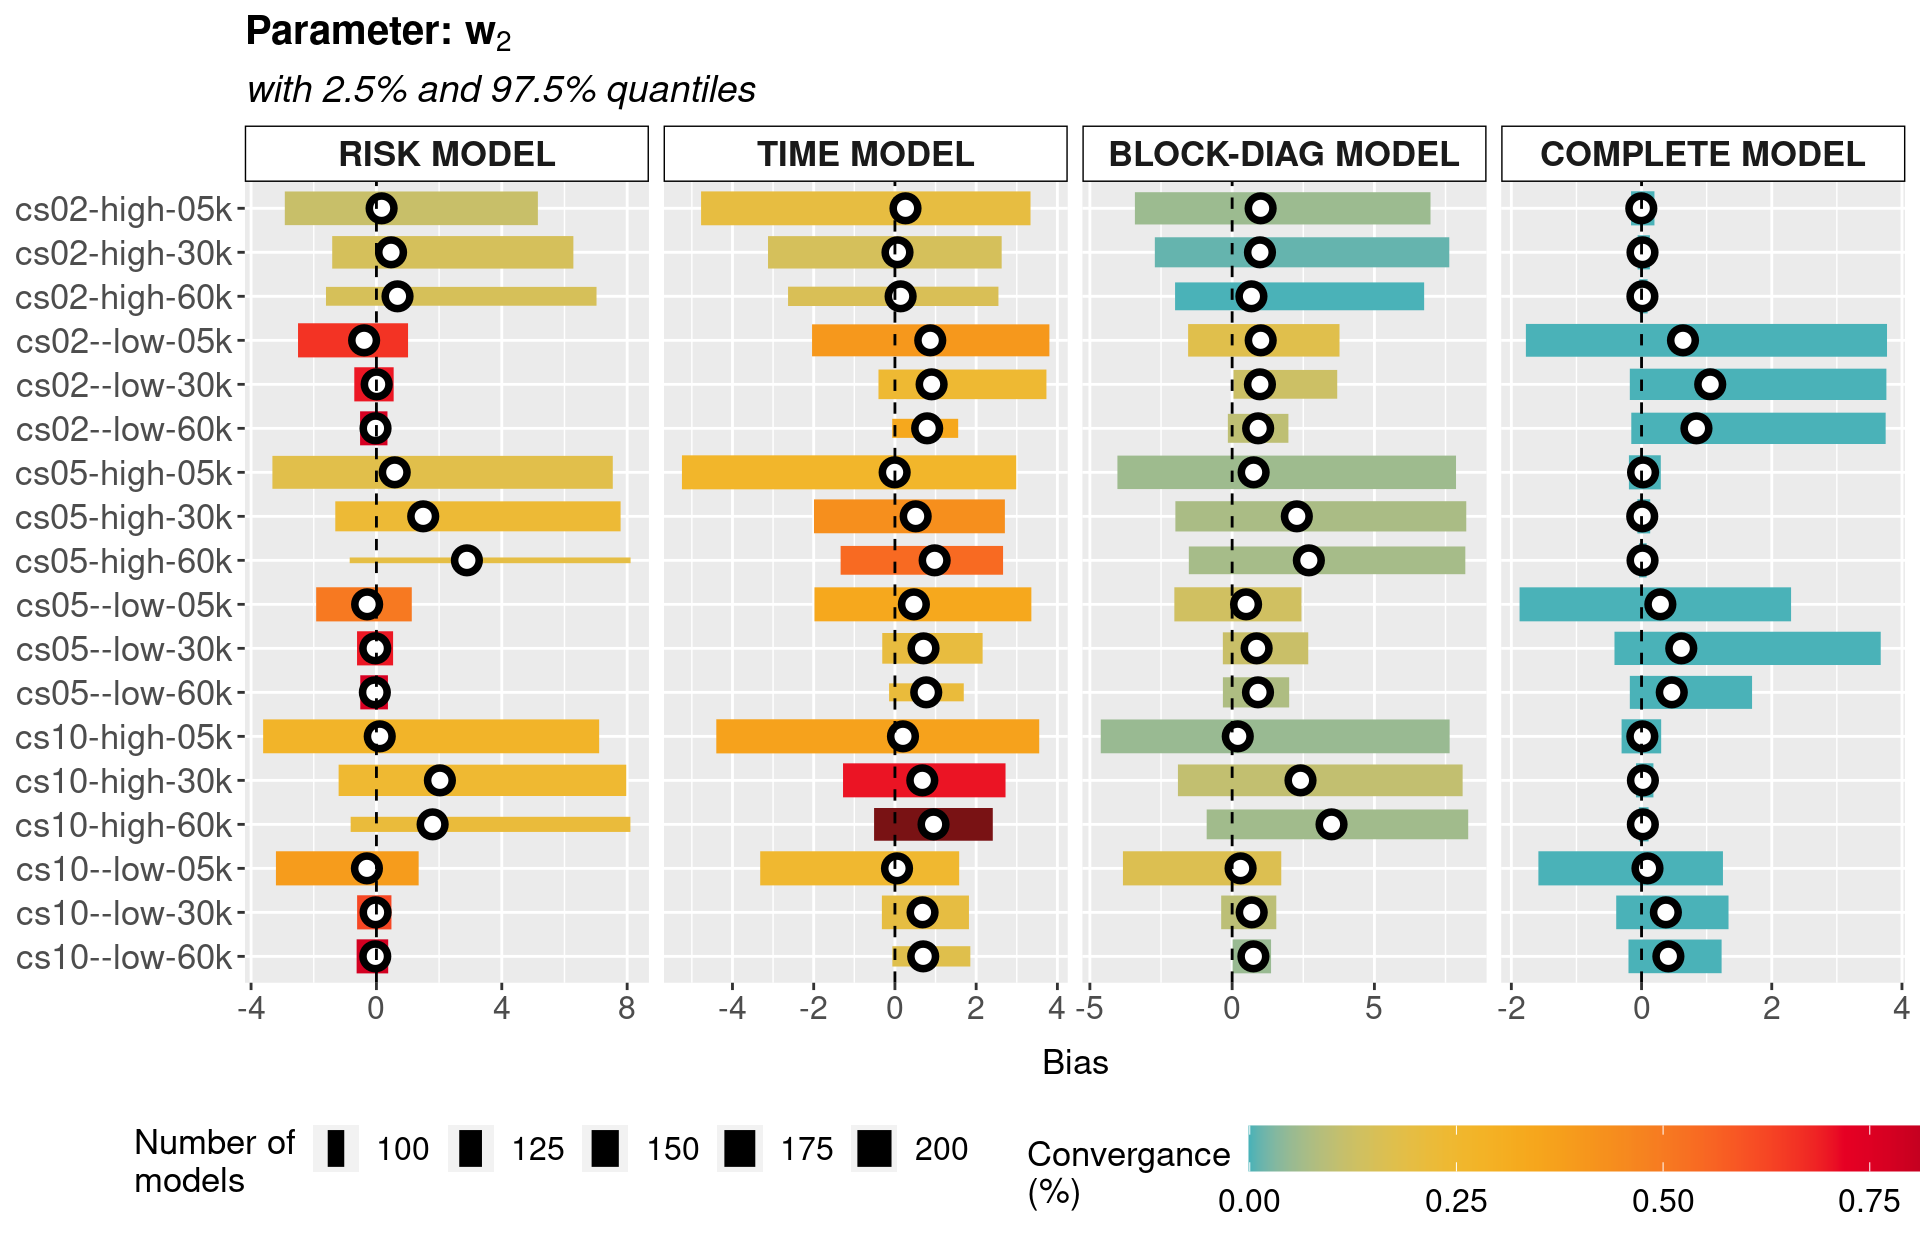 Parameter: w2
with 2.5% and 97.5% quantiles
RISK MODEL TIME MODEL BLOCK-DIAG MODEL COMPLETE MODEL
cs02-high-05k
cs02-high-30k
cs02-high-60k
cs02--low-05k
cs02--low-30k
cs02--low-60k
cs05-high-05k
cs05-high-30k
cs05-high-60k
cs05--low-05k
cs05--low-30k
cs05--low-60k
cs10-high-05k
cs10-high-30k
cs10-high-60k
cs10--low-05k
cs10--low-30k
cs10--low-60k
-4 0 4 8 -4 -2 0 2 4 -5 0 5 -2 0 2 4
Bias
Number of
models
100 125 150 175 200
Convergance
(%)
0.00 0.25 0.50 0.75